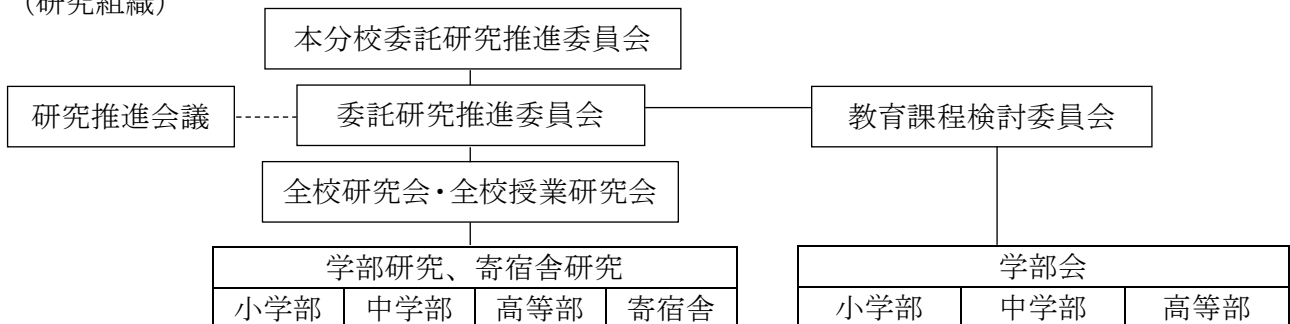 （研究組織）
本分校委託研究推進委員会
研究推進会議
委託研究推進委員会
教育課程検討委員会
全校研究会・全校授業研究会
学部研究、寄宿舎研究
小学部 中学部 高等部 寄宿舎
学部会
小学部 中学部 高等部